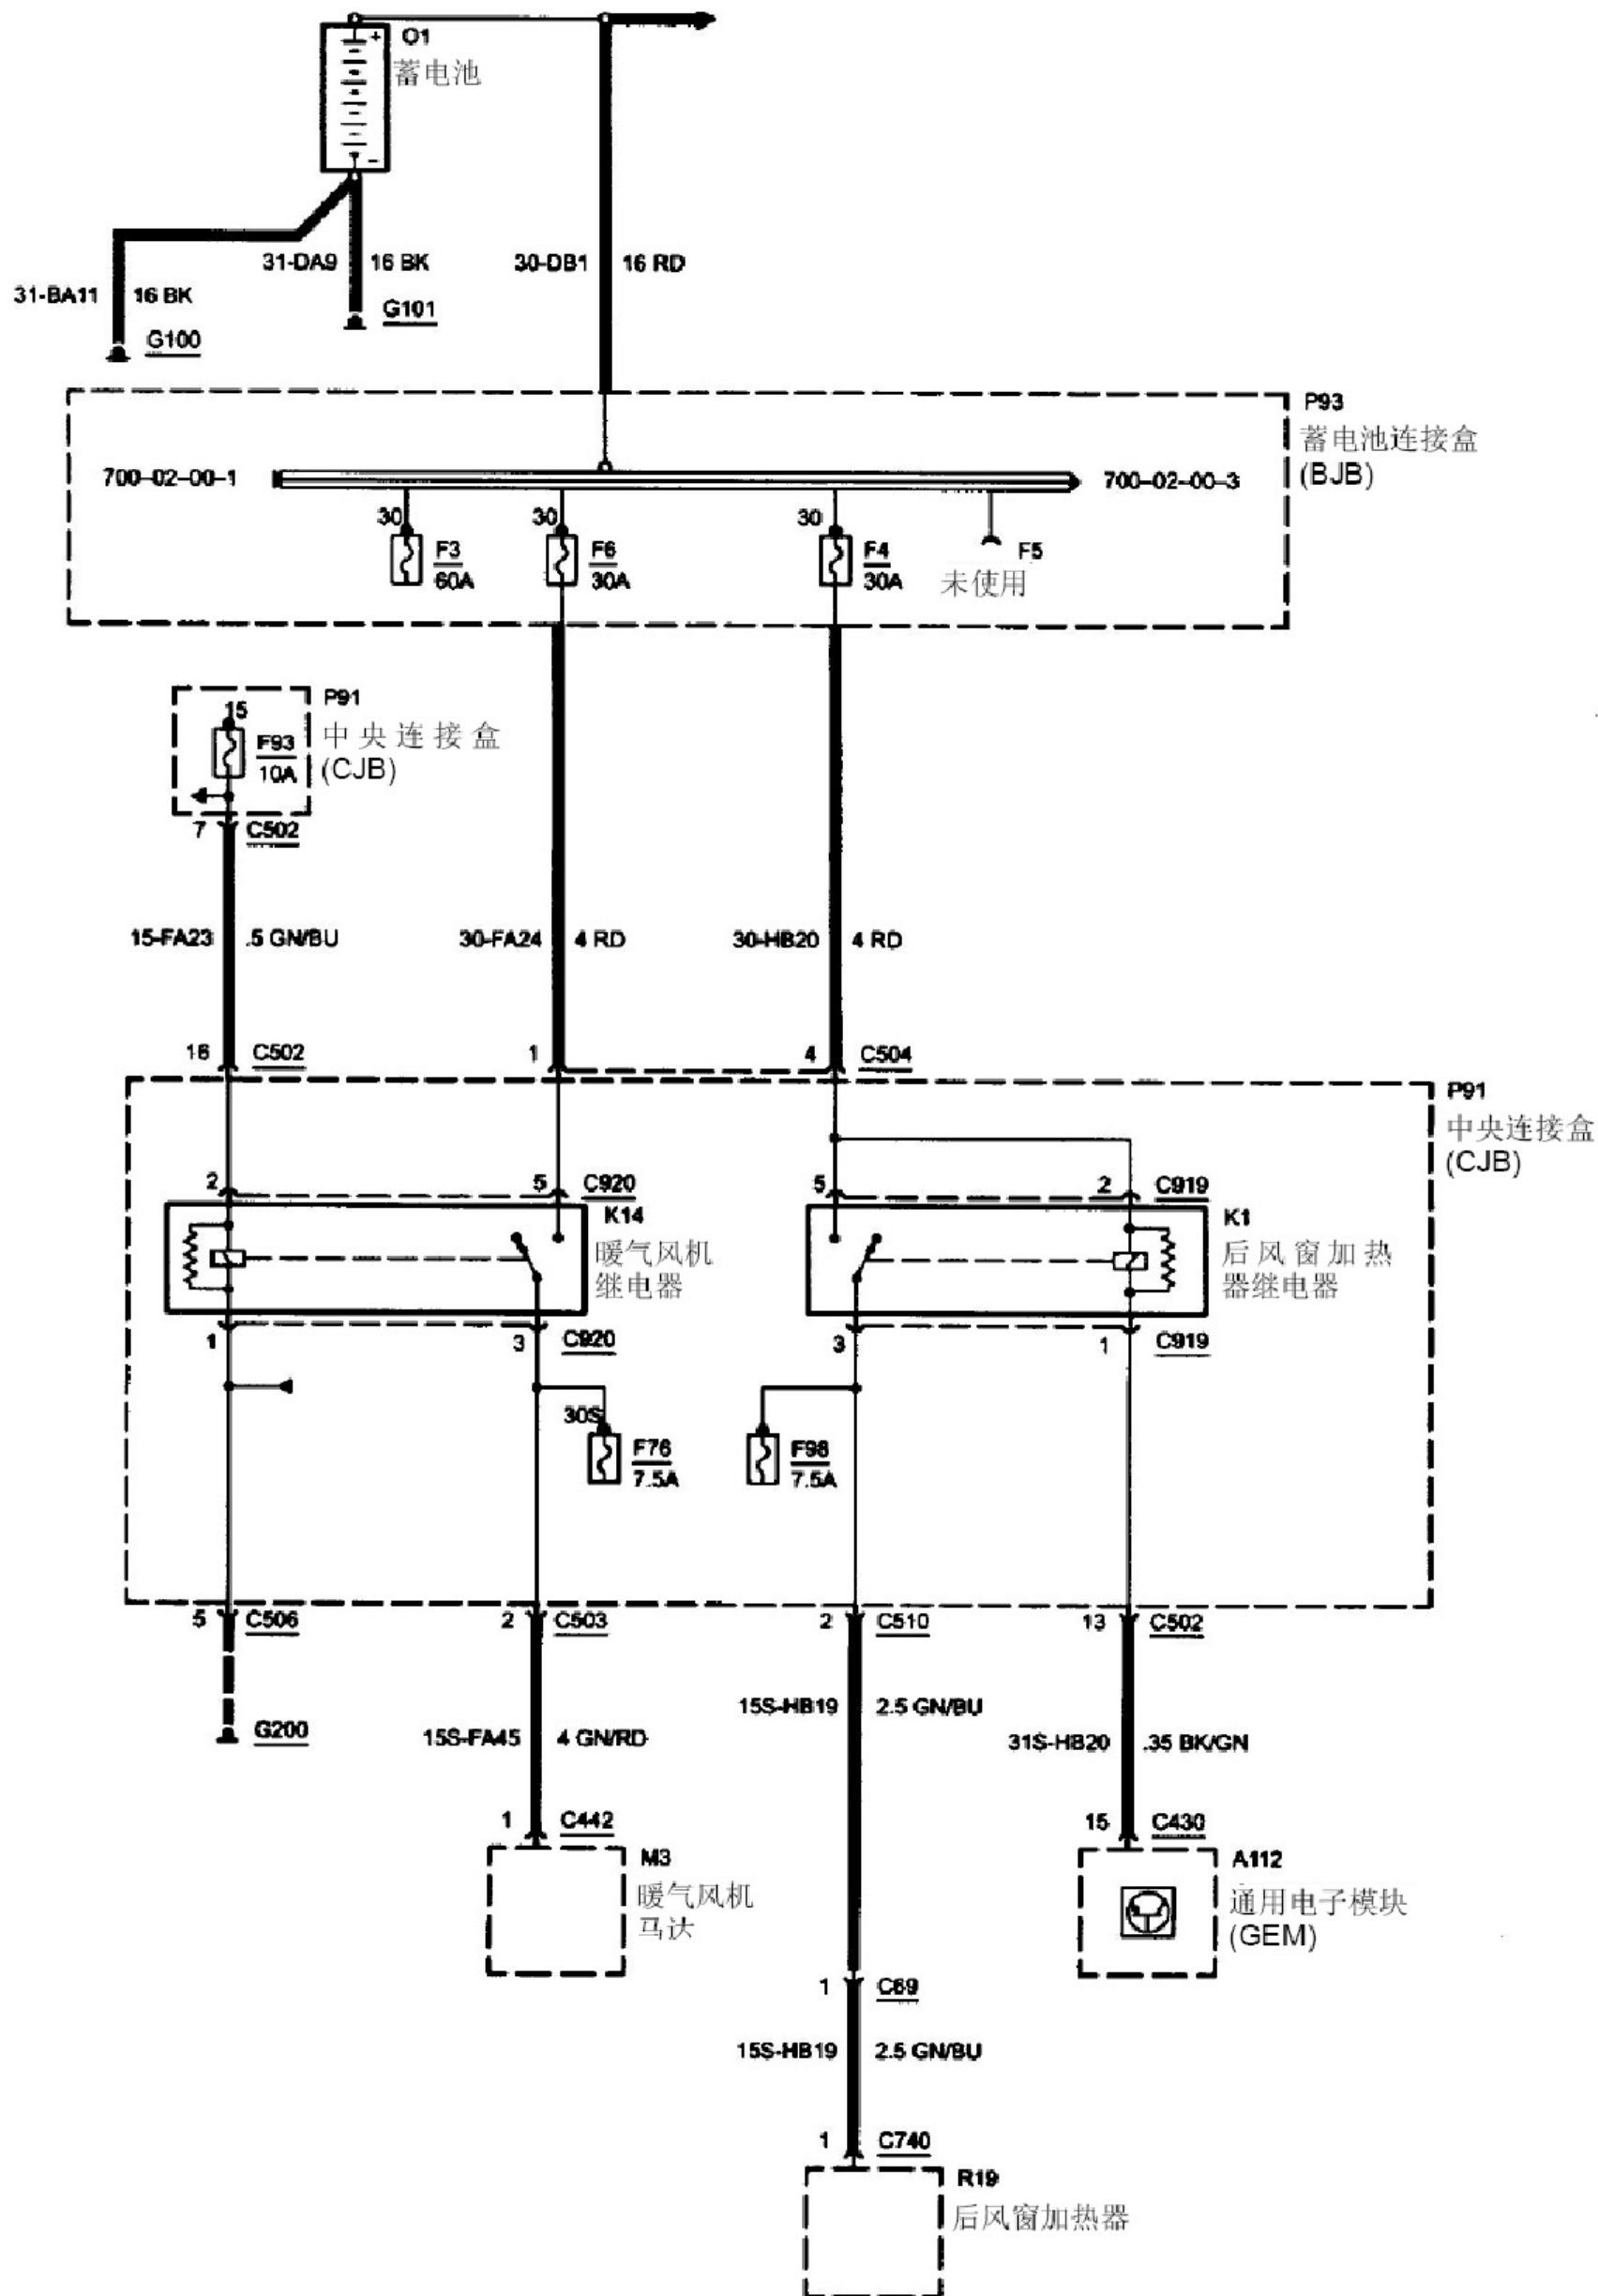 O1
蓄电池
31-DA9
16 BK
30-DB1
16 RD
31-BA11
16 BK
G101
G100
P93
蓄电池连接盒
(BJB)
700-02-00-1
700-02-00-3
30
30
30
F3
60A
F6
30A
F4
30A
F5
未使用
P91
中央连接盒
(CJB)
15
F93
10A
7
C502
15-FA23
.5 GN/BU
30-FA24
4 RD
30-HB20
4 RD
16
C502
1
4
C504
P91
中央连接盒
(CJB)
2
5
C920
5
2
C919
K14
暖气风机
继电器
K1
后风窗加热
器继电器
1
3
C920
3
1
C919
30S
F76
7.5A
F98
7.5A
5
C506
2
C503
2
C510
13
C502
G200
15S-FA45
4 GN/RD
15S-HB19
2.5 GN/BU
31S-HB20
.35 BK/GN
1
C442
15
C430
M3
暖气风机
马达
A112
通用电子模块
(GEM)
1
C69
15S-HB19
2.5 GN/BU
1
C740
R19
后风窗加热器